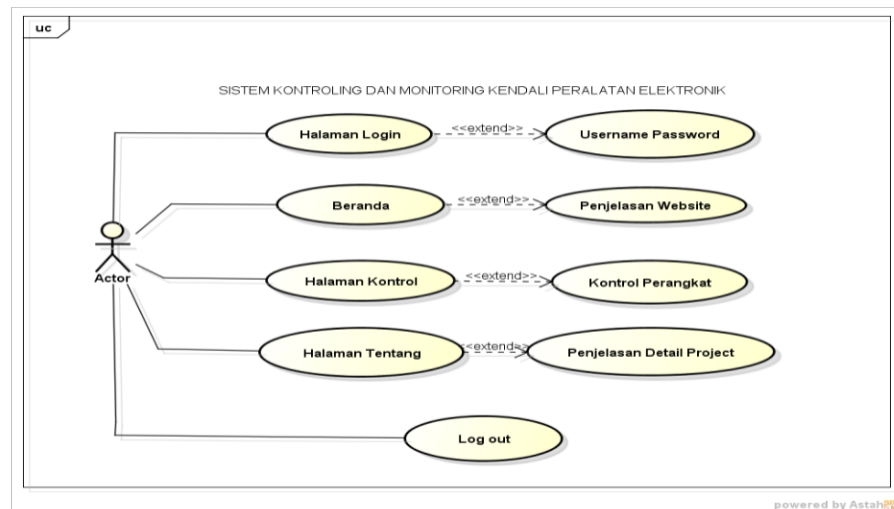 uc
SISTEM KONTROLING DAN MONITORING KENDALI PERALATAN ELEKTRONIK
Halaman Login
<<extend>>
Username Password
Beranda
<<extend>>
Penjelasan Website
Actor
Halaman Kontrol
<<extend>>
Kontrol Perangkat
Halaman Tentang
<<extend>>
Penjelasan Detail Project
Log out
powered by Astah